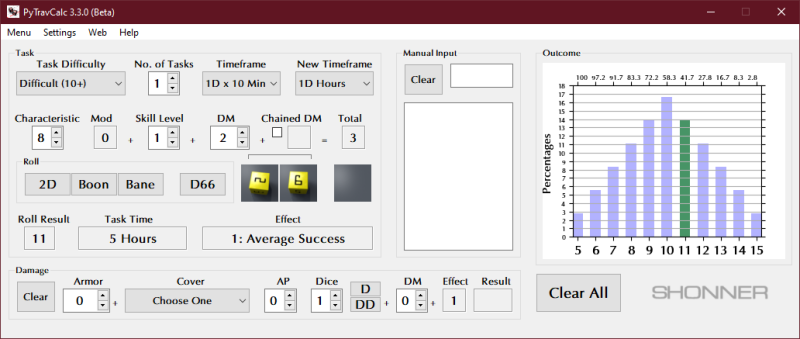 PyTravCalc 3.3.0 (Beta)
Menu Settings Web Help
Task
Task Difficulty No. of Tasks Timeframe New Timeframe
Difficult (10+) 1 1D x 10 Min 1D Hours
Characteristic Mod Skill Level DM Chained DM Total
8 0 + 1 + 2 + = 3
Roll
2D Boon Bane D66
2 6
Roll Result Task Time Effect
11 5 Hours 1: Average Success
Damage
Armor Cover AP Dice DM Effect Result
Clear 0 + Choose One 0 1 D DD + 0 + 1
Manual Input
Clear
Outcome
100 97.2 91.7 83.3 72.2 58.3 41.7 27.8 16.7 8.3 2.8
Percentages
18
17
16
15
14
13
12
11
10
9
8
7
6
5
4
3
2
1
0
5 6 7 8 9 10 11 12 13 14 15
Clear All
SHONNER